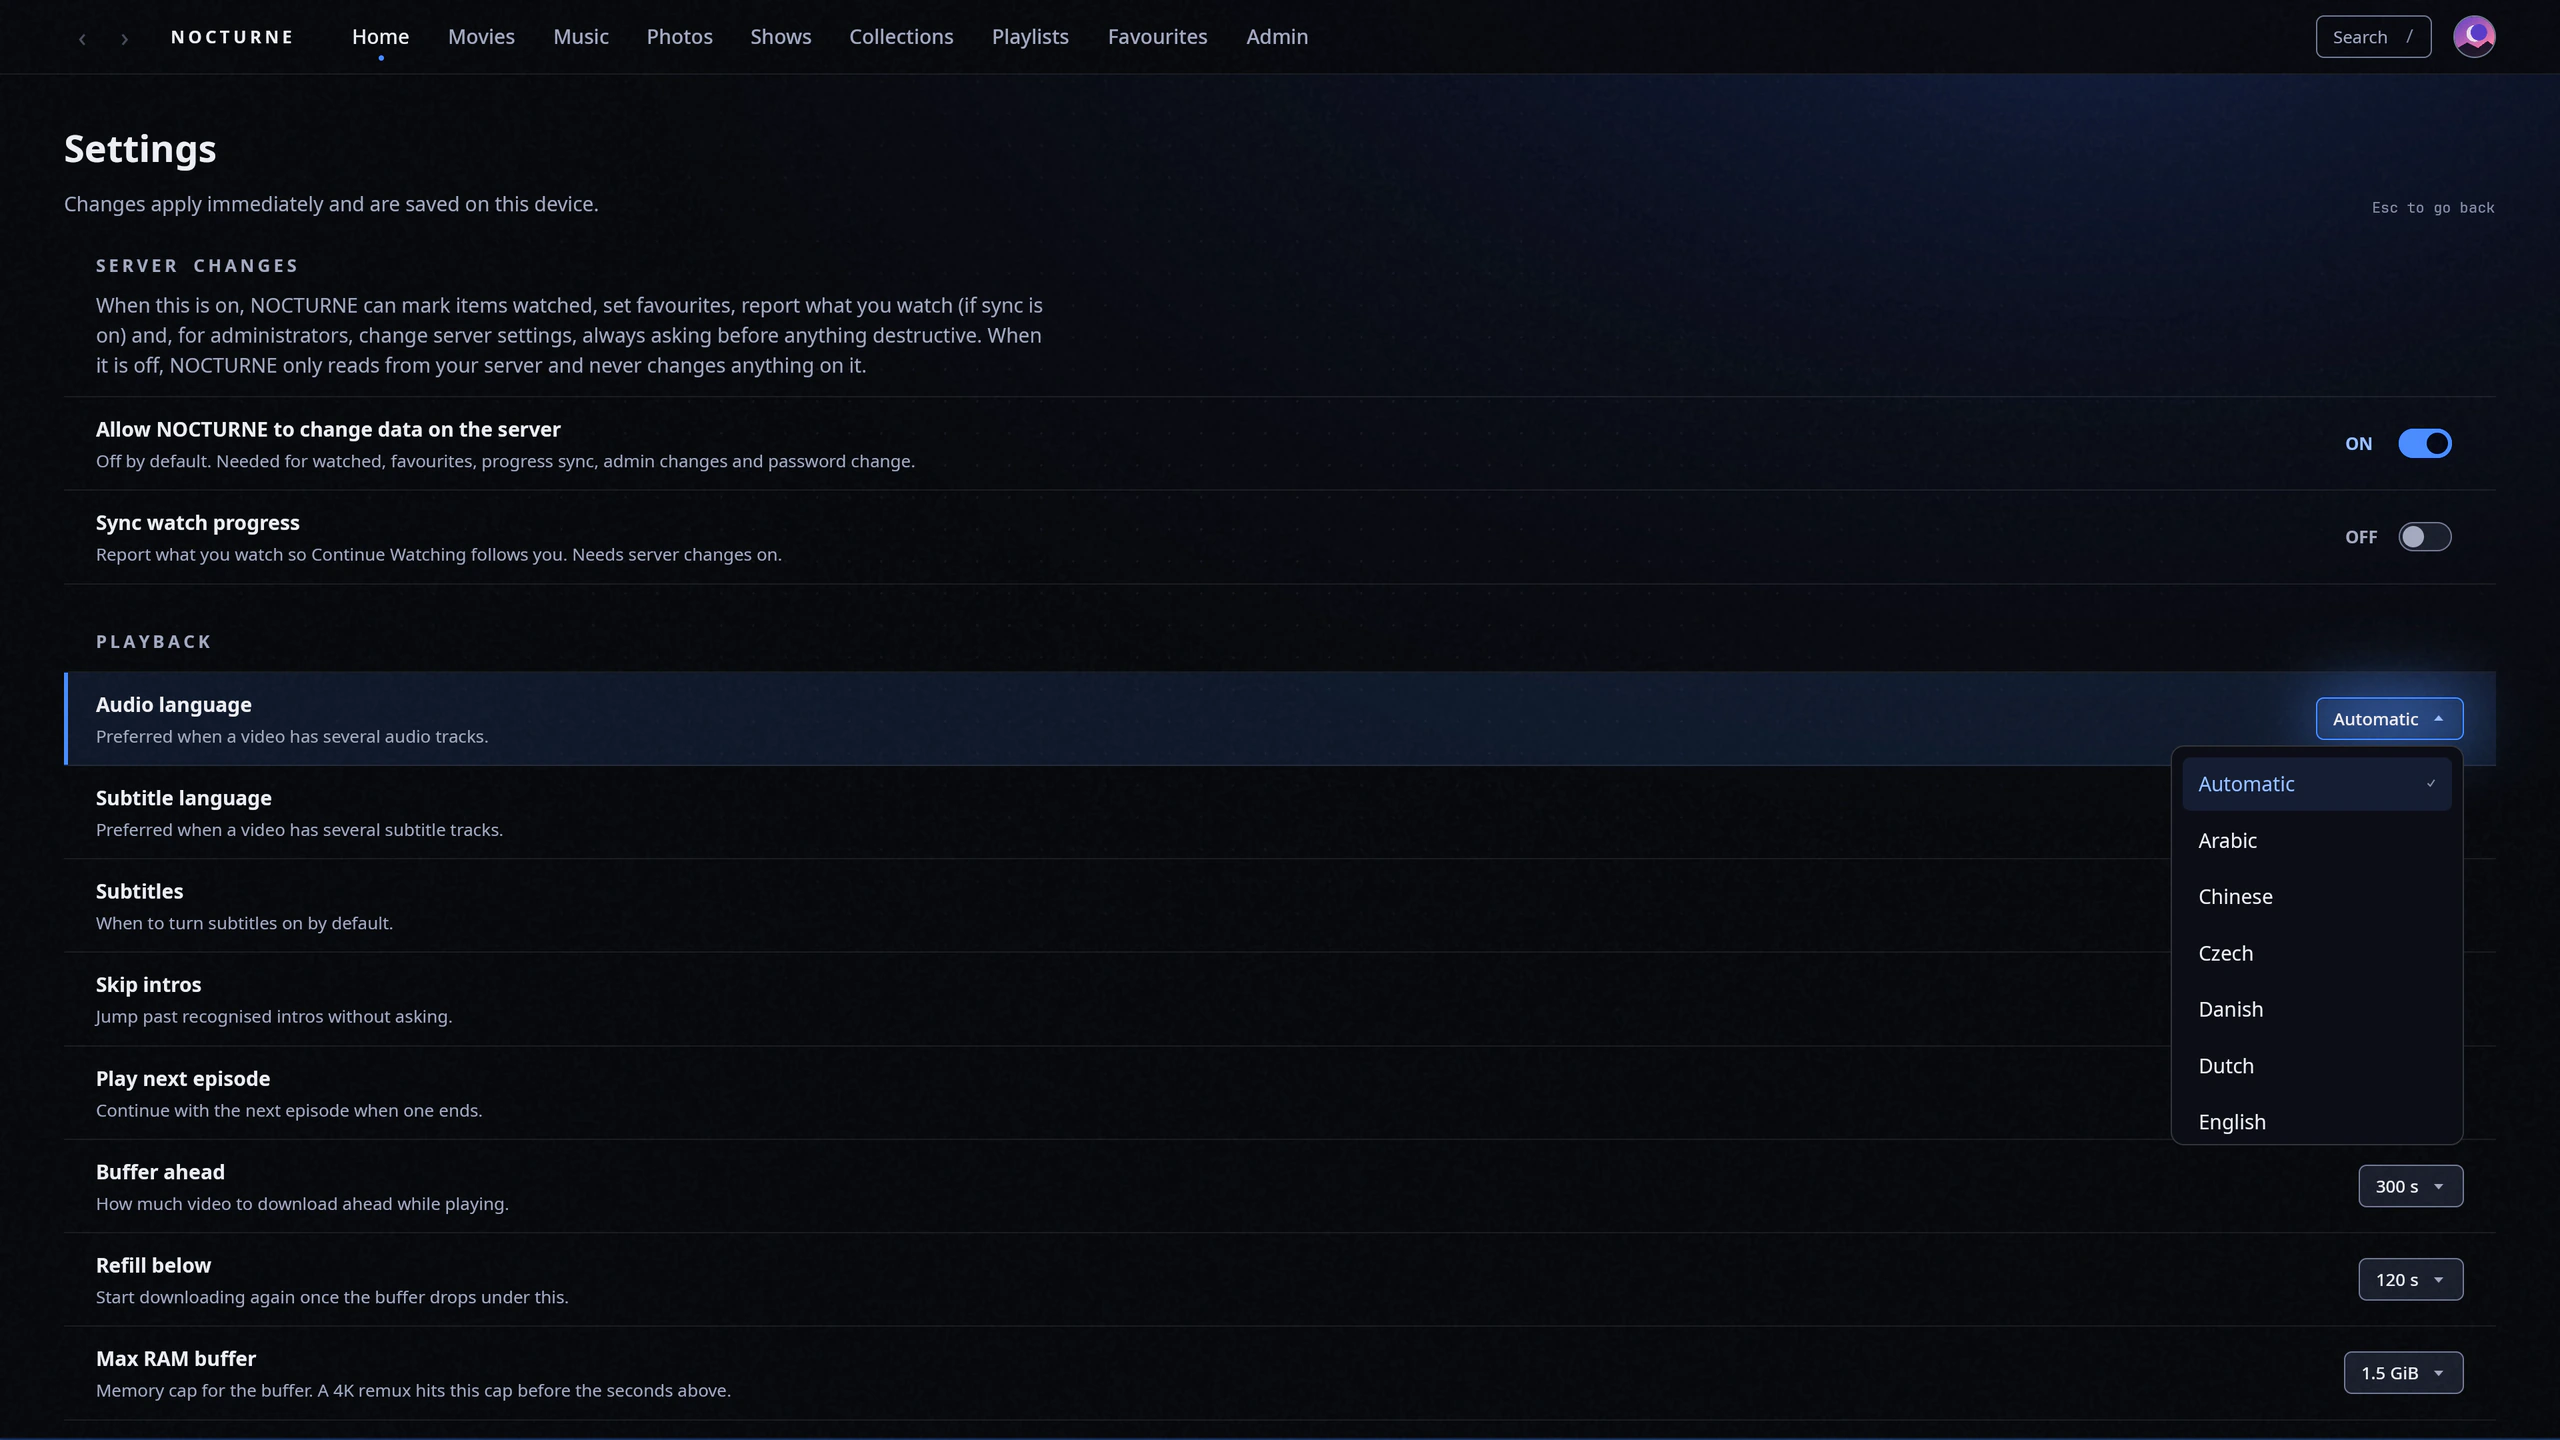 NOCTURNE Home Movies Music Photos Shows Collections Playlists Favourites Admin Search /
Settings
Changes apply immediately and are saved on this device.
Esc to go back
SERVER CHANGES
When this is on, NOCTURNE can mark items watched, set favourites, report what you watch (if sync is
on) and, for administrators, change server settings, always asking before anything destructive. When
it is off, NOCTURNE only reads from your server and never changes anything on it.
Allow NOCTURNE to change data on the server
Off by default. Needed for watched, favourites, progress sync, admin changes and password change.
ON
Sync watch progress
Report what you watch so Continue Watching follows you. Needs server changes on.
OFF
PLAYBACK
Audio language
Preferred when a video has several audio tracks.
Automatic
Automatic
Arabic
Chinese
Czech
Danish
Dutch
English
Subtitle language
Preferred when a video has several subtitle tracks.
Subtitles
When to turn subtitles on by default.
Skip intros
Jump past recognised intros without asking.
Play next episode
Continue with the next episode when one ends.
Buffer ahead
How much video to download ahead while playing.
300 s
Refill below
Start downloading again once the buffer drops under this.
120 s
Max RAM buffer
Memory cap for the buffer. A 4K remux hits this cap before the seconds above.
1.5 GiB